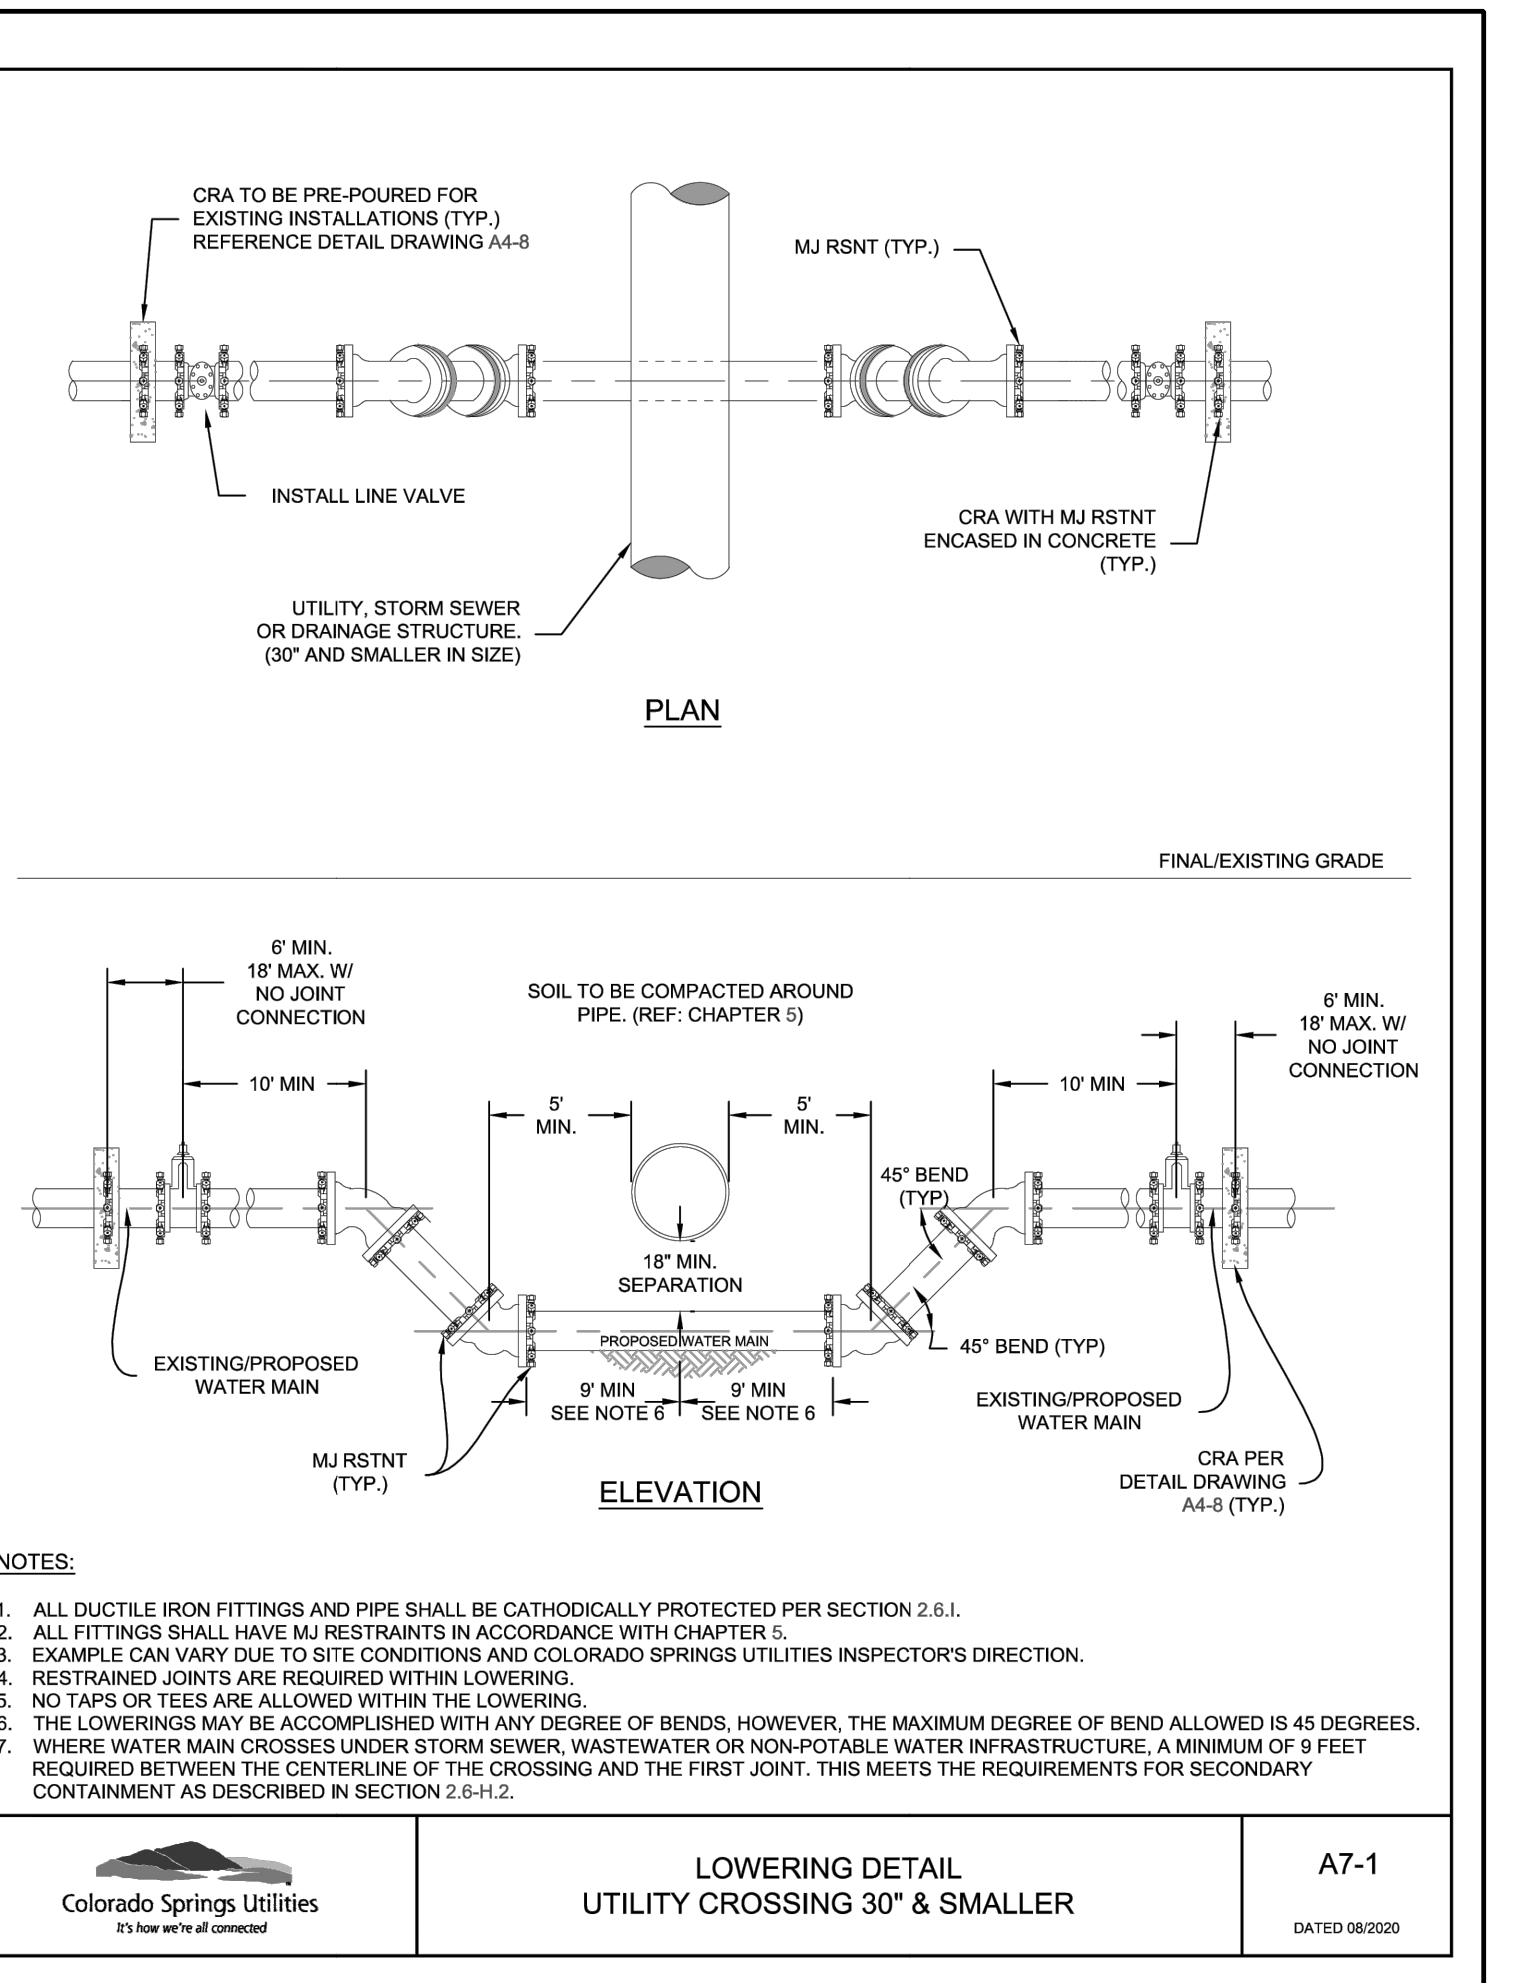 CRA TO BE PRE-POURED FOR
EXISTING INSTALLATIONS (TYP.)
REFERENCE DETAIL DRAWING A4-8
MJ RSNT (TYP.)
INSTALL LINE VALVE
CRA WITH MJ RSTNT
ENCASED IN CONCRETE
(TYP.)
UTILITY, STORM SEWER
OR DRAINAGE STRUCTURE.
(30" AND SMALLER IN SIZE)
PLAN
FINAL/EXISTING GRADE
6' MIN.
18' MAX. W/
NO JOINT
CONNECTION
SOIL TO BE COMPACTED AROUND
PIPE. (REF: CHAPTER 5)
6' MIN.
18' MAX. W/
NO JOINT
CONNECTION
10' MIN
10' MIN
5'
MIN.
5'
MIN.
45° BEND
(TYP)
18" MIN.
SEPARATION
PROPOSED WATER MAIN
45° BEND (TYP)
EXISTING/PROPOSED
WATER MAIN
9' MIN
SEE NOTE 6
9' MIN
SEE NOTE 6
EXISTING/PROPOSED
WATER MAIN
MJ RSTNT
(TYP.)
CRA PER
DETAIL DRAWING
A4-8 (TYP.)
ELEVATION
NOTES:
1. ALL DUCTILE IRON FITTINGS AND PIPE SHALL BE CATHODICALLY PROTECTED PER SECTION 2.6.I.
2. ALL FITTINGS SHALL HAVE MJ RESTRAINTS IN ACCORDANCE WITH CHAPTER 5.
3. EXAMPLE CAN VARY DUE TO SITE CONDITIONS AND COLORADO SPRINGS UTILITIES INSPECTOR'S DIRECTION.
4. RESTRAINED JOINTS ARE REQUIRED WITHIN LOWERING.
5. NO TAPS OR TEES ARE ALLOWED WITHIN THE LOWERING.
6. THE LOWERINGS MAY BE ACCOMPLISHED WITH ANY DEGREE OF BENDS, HOWEVER, THE MAXIMUM DEGREE OF BEND ALLOWED IS 45 DEGREES.
7. WHERE WATER MAIN CROSSES UNDER STORM SEWER, WASTEWATER OR NON-POTABLE WATER INFRASTRUCTURE, A MINIMUM OF 9 FEET
REQUIRED BETWEEN THE CENTERLINE OF THE CROSSING AND THE FIRST JOINT. THIS MEETS THE REQUIREMENTS FOR SECONDARY
CONTAINMENT AS DESCRIBED IN SECTION 2.6-H.2.
Colorado Springs Utilities
It's how we're all connected
LOWERING DETAIL
UTILITY CROSSING 30" & SMALLER
A7-1
DATED 08/2020